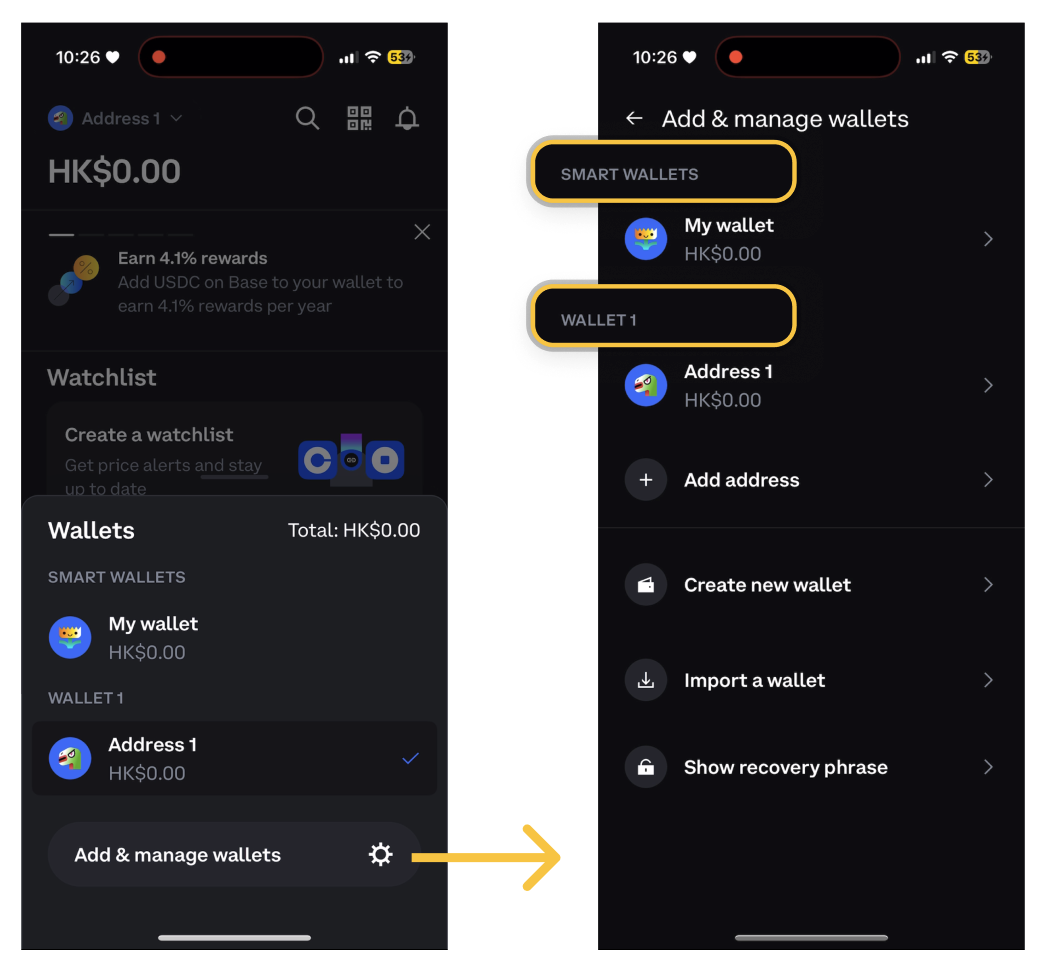 10:26
53
Address 1
HK$0.00
Earn 4.1% rewards
Add USDC on Base to your wallet to
earn 4.1% rewards per year
Watchlist
Create a watchlist
Get price alerts and stay
up to date
Wallets
Total: HK$0.00
SMART WALLETS
My wallet
HK$0.00
WALLET 1
Address 1
HK$0.00
Add & manage wallets
10:26
53
Add & manage wallets
SMART WALLETS
My wallet
HK$0.00
WALLET 1
Address 1
HK$0.00
Add address
Create new wallet
Import a wallet
Show recovery phrase